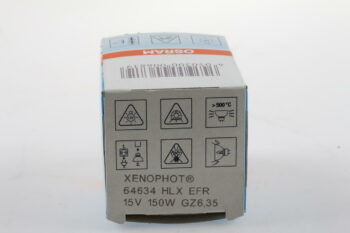 OSRAM
>500°C
XENOPHOT®
64634 HLX EFR
15V 150W GZ6,35